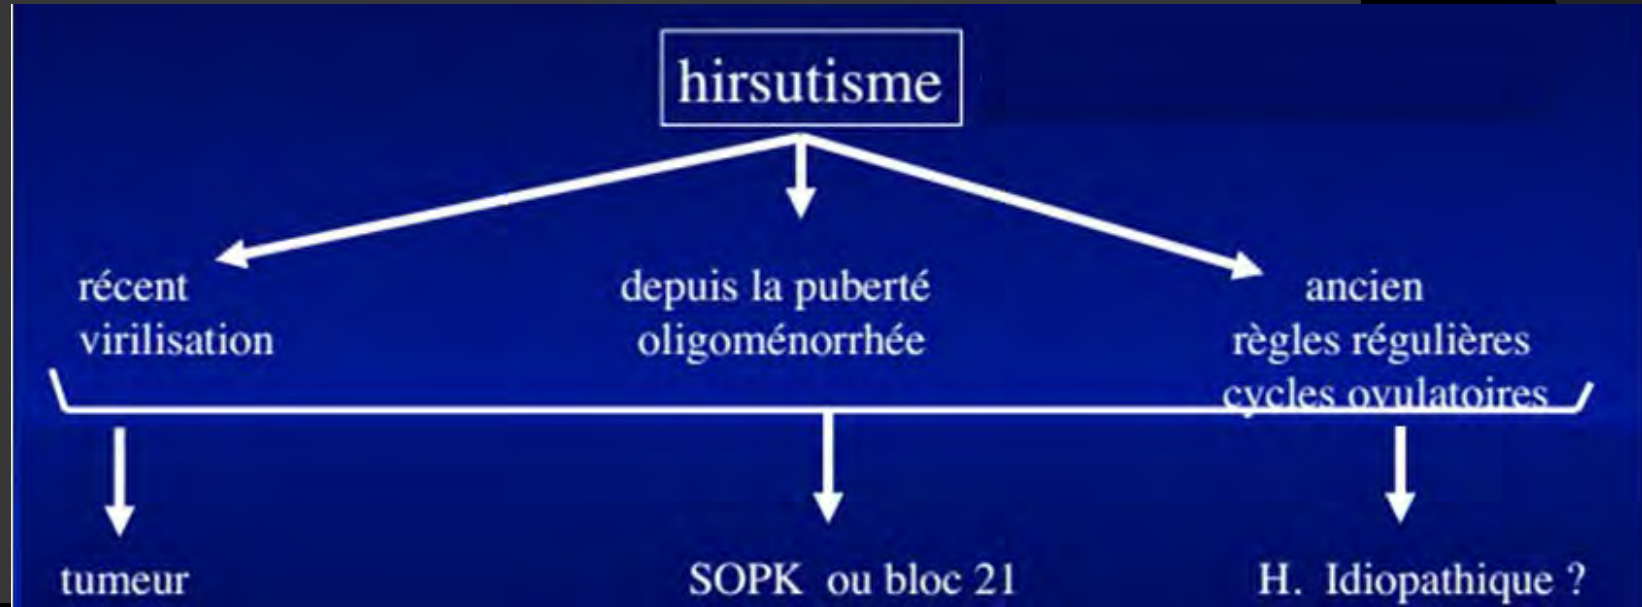 hirsutisme
récent
virilisation
depuis la puberté
oligoménorrhée
ancien
règles régulières
cycles ovulatoires
tumeur
SOPK ou bloc 21
H. Idiopathique ?